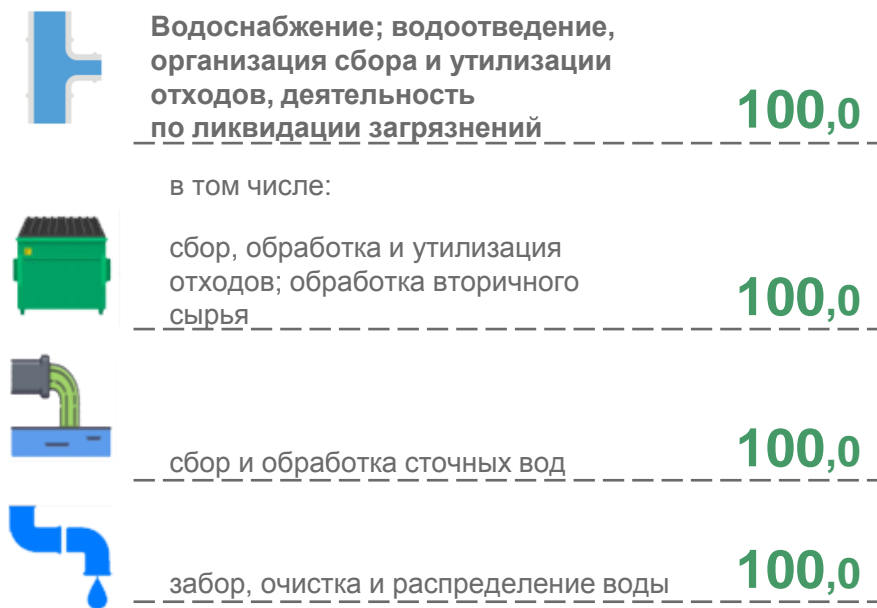 Водоснабжение; водоотведение,
организация сбора и утилизации
отходов, деятельность
по ликвидации загрязнений 100,0
в том числе:
сбор, обработка и утилизация
отходов; обработка вторичного
сырья 100,0
сбор и обработка сточных вод 100,0
забор, очистка и распределение воды 100,0